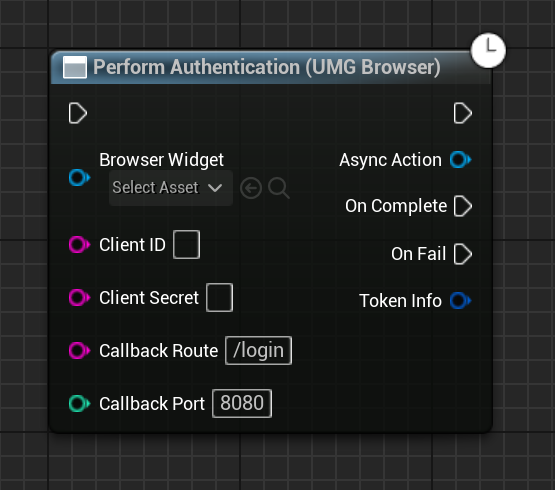 Perform Authentication (UMG Browser)
Browser Widget
Select Asset
Async Action
On Complete
Client ID
On Fail
Client Secret
Token Info
Callback Route /login
Callback Port 8080